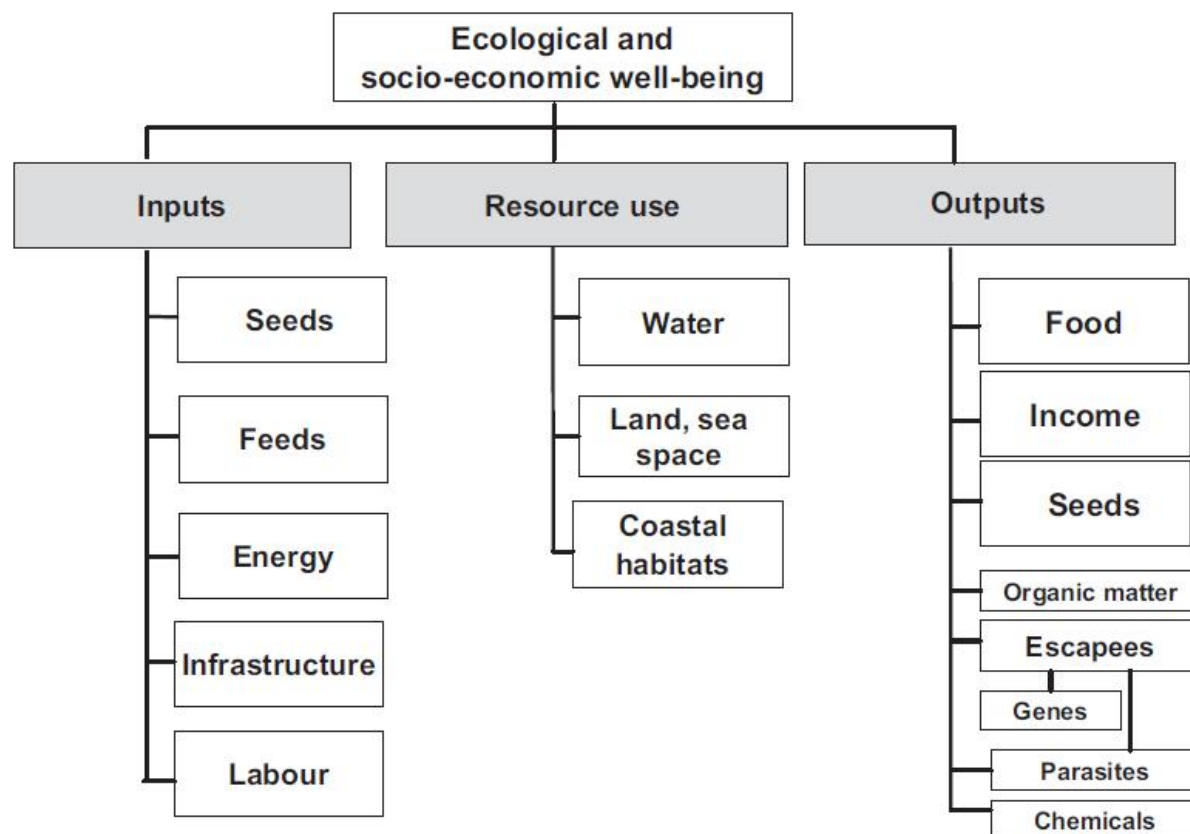 Ecological and
socio-economic well-being
Inputs
Resource use
Outputs
Seeds
Feeds
Energy
Infrastructure
Labour
Water
Land, sea
space
Coastal
habitats
Food
Income
Seeds
Organic matter
Escapees
Genes
Parasites
Chemicals